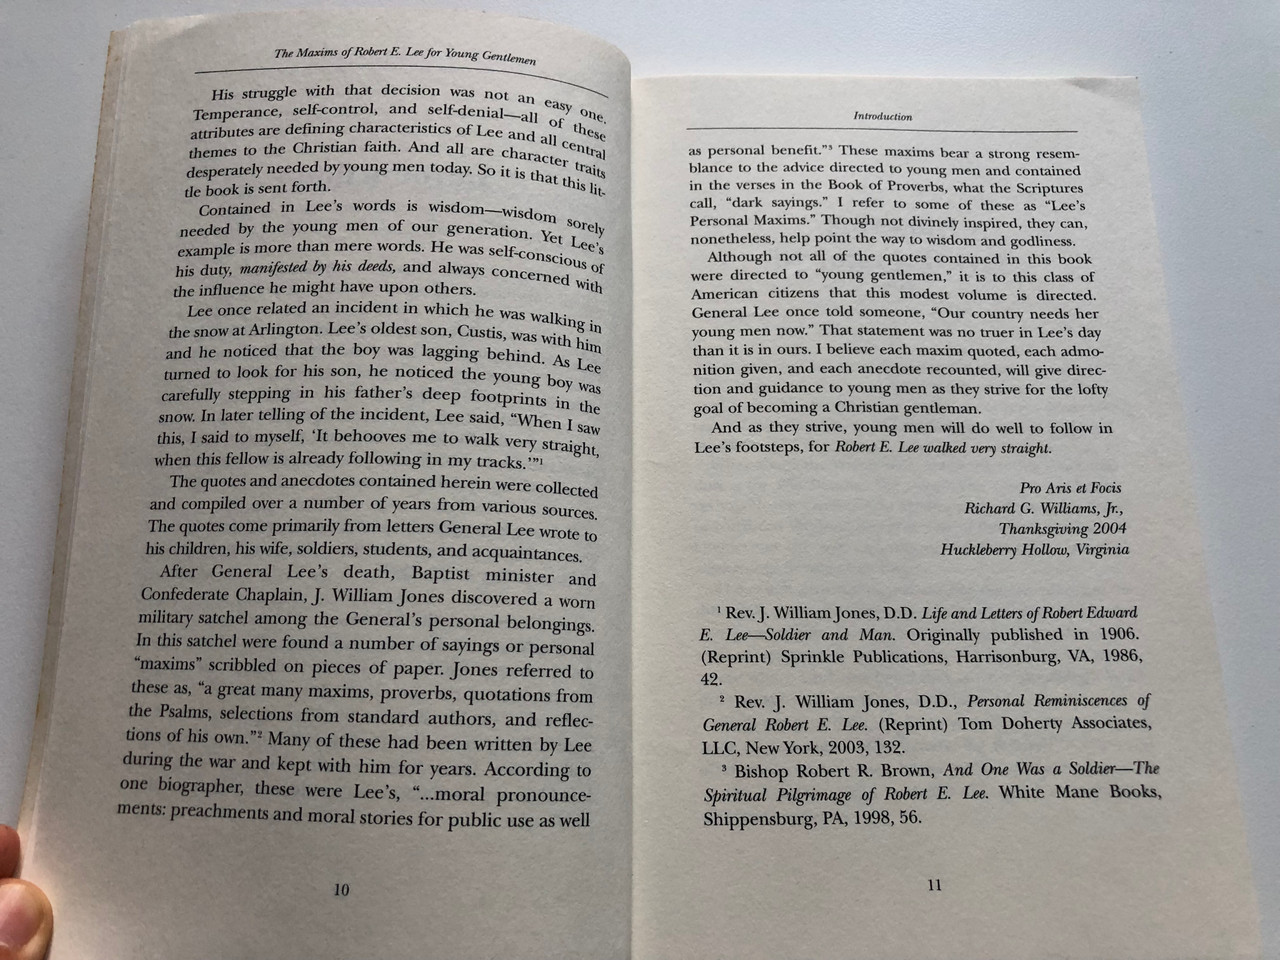 The Maxims of Robert E. Lee for Young Gentlemen
His struggle with that decision was not an easy one.
Temperance, self-control, and self-denial—all of these
attributes are defining characteristics of Lee and all central
themes to the Christian faith. And all are character traits
desperately needed by young men today. So it is that this lit-
tle book is sent forth.
Contained in Lee's words is wisdom—wisdom sorely
needed by the young men of our generation. Yet Lee's
example is more than mere words. He was self-conscious of
his duty, manifested by his deeds, and always concerned with
the influence he might have upon others.
Lee once related an incident in which he was walking in
the snow at Arlington. Lee's oldest son, Custis, was with him
and he noticed that the boy was lagging behind. As Lee
turned to look for his son, he noticed the young boy was
carefully stepping in his father's deep footprints in the
snow. In later telling of the incident, Lee said, “When I saw
this, I said to myself, ‘It behooves me to walk very straight,
when this fellow is already following in my tracks.’”¹
The quotes and anecdotes contained herein were collected
and compiled over a number of years from various sources.
The quotes come primarily from letters General Lee wrote to
his children, his wife, soldiers, students, and acquaintances.
After General Lee's death, Baptist minister and
Confederate Chaplain, J. William Jones discovered a worn
military satchel among the General's personal belongings.
In this satchel were found a number of sayings or personal
“maxims” scribbled on pieces of paper. Jones referred to
these as, “a great many maxims, proverbs, quotations from
the Psalms, selections from standard authors, and reflec-
tions of his own.”² Many of these had been written by Lee
during the war and kept with him for years. According to
one biographer, these were Lee's, “...moral pronounce-
ments: preachments and moral stories for public use as well
10
Introduction
as personal benefit.”³ These maxims bear a strong resem-
blance to the advice directed to young men and contained
in the verses in the Book of Proverbs, what the Scriptures
call, “dark sayings.” I refer to some of these as “Lee's
Personal Maxims.” Though not divinely inspired, they can,
nonetheless, help point the way to wisdom and godliness.
Although not all of the quotes contained in this book
were directed to “young gentlemen,” it is to this class of
American citizens that this modest volume is directed.
General Lee once told someone, “Our country needs her
young men now.” That statement was no truer in Lee's day
than it is in ours. I believe each maxim quoted, each admo-
nition given, and each anecdote recounted, will give direc-
tion and guidance to young men as they strive for the lofty
goal of becoming a Christian gentleman.
And as they strive, young men will do well to follow in
Lee's footsteps, for Robert E. Lee walked very straight.
Pro Aris et Focis
Richard G. Williams, Jr.,
Thanksgiving 2004
Huckleberry Hollow, Virginia
¹ Rev. J. William Jones, D.D. Life and Letters of Robert Edward
E. Lee—Soldier and Man. Originally published in 1906.
(Reprint) Sprinkle Publications, Harrisonburg, VA, 1986,
42.
² Rev. J. William Jones, D.D., Personal Reminiscences of
General Robert E. Lee. (Reprint) Tom Doherty Associates,
LLC, New York, 2003, 132.
³ Bishop Robert R. Brown, And One Was a Soldier—The
Spiritual Pilgrimage of Robert E. Lee. White Mane Books,
Shippensburg, PA, 1998, 56.
11